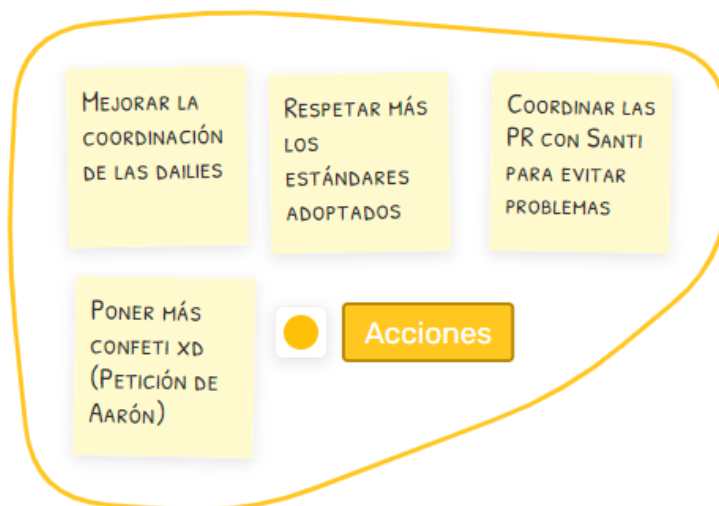 Mejorar la
coordinación
de las dailies
Respetar más
los
estándares
adoptados
Coordinar las
PR con Santi
para evitar
problemas
Poner más
confeti xd
(Petición de
Aarón)
Acciones